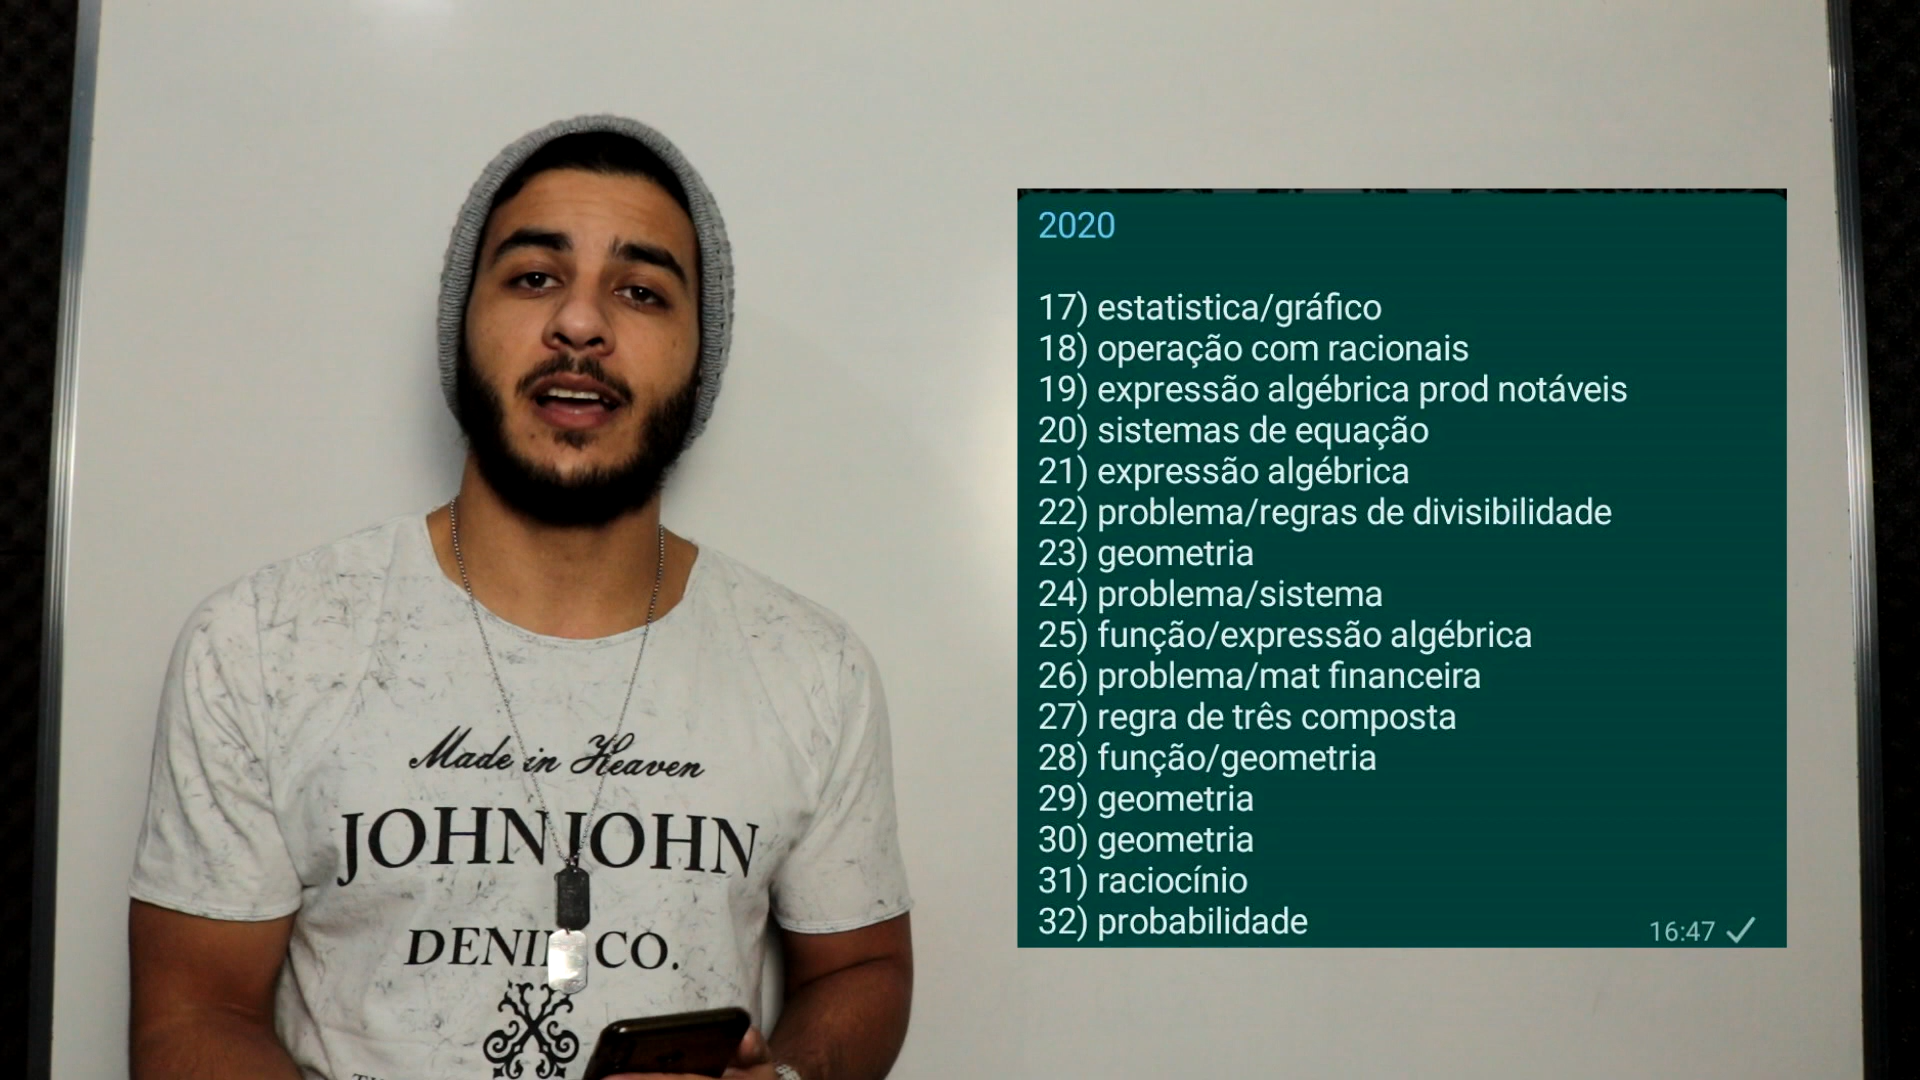 Made in Heaven
JOHN JOHN
DENIM CO.
2020
17) estatistica/gráfico
18) operação com racionais
19) expressão algébrica prod notáveis
20) sistemas de equação
21) expressão algébrica
22) problema/regras de divisibilidade
23) geometria
24) problema/sistema
25) função/expressão algébrica
26) problema/mat financeira
27) regra de três composta
28) função/geometria
29) geometria
30) geometria
31) raciocínio
32) probabilidade
16:47